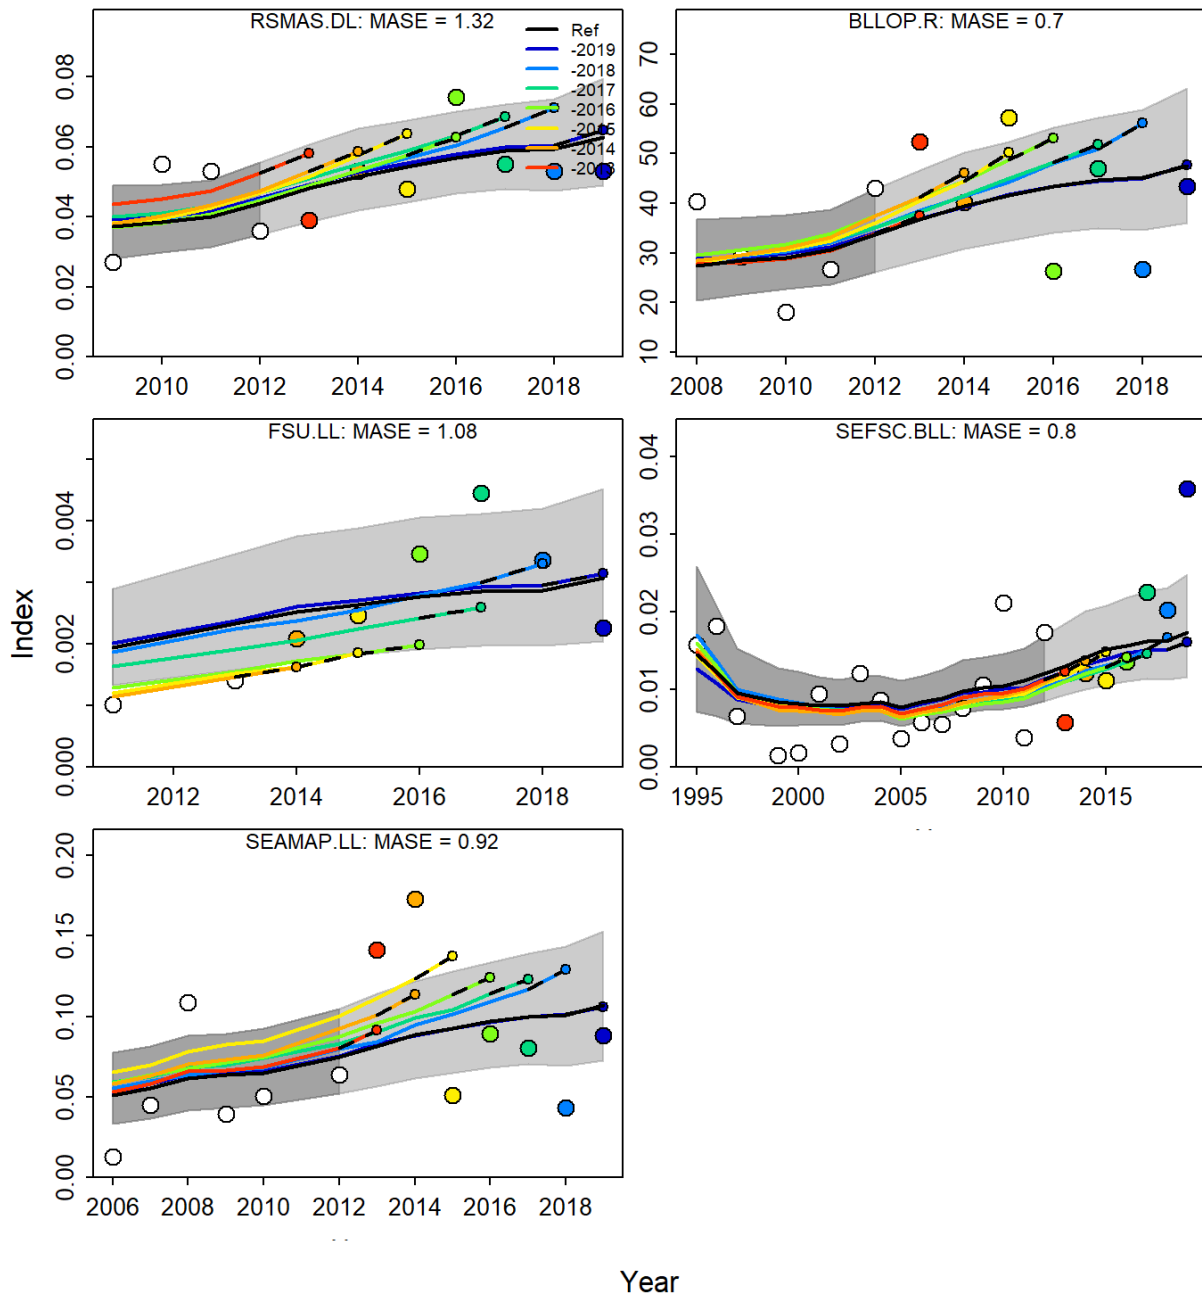 RSMAS.DL: MASE = 1.32
Ref
-2019
-2018
-2017
-2016
-2015
-2014
0.00 0.02 0.04 0.06 0.08
2010 2012 2014 2016 2018
BLLOP.R: MASE = 0.7
10 20 30 40 50 60 70
2008 2010 2012 2014 2016 2018
FSU.LL: MASE = 1.08
0.000 0.002 0.004
2012 2014 2016 2018
SEFSC.BLL: MASE = 0.8
0.00 0.01 0.02 0.03 0.04
1995 2000 2005 2010 2015
SEAMAP.LL: MASE = 0.92
0.00 0.05 0.10 0.15 0.20
2006 2008 2010 2012 2014 2016 2018
Index
Year